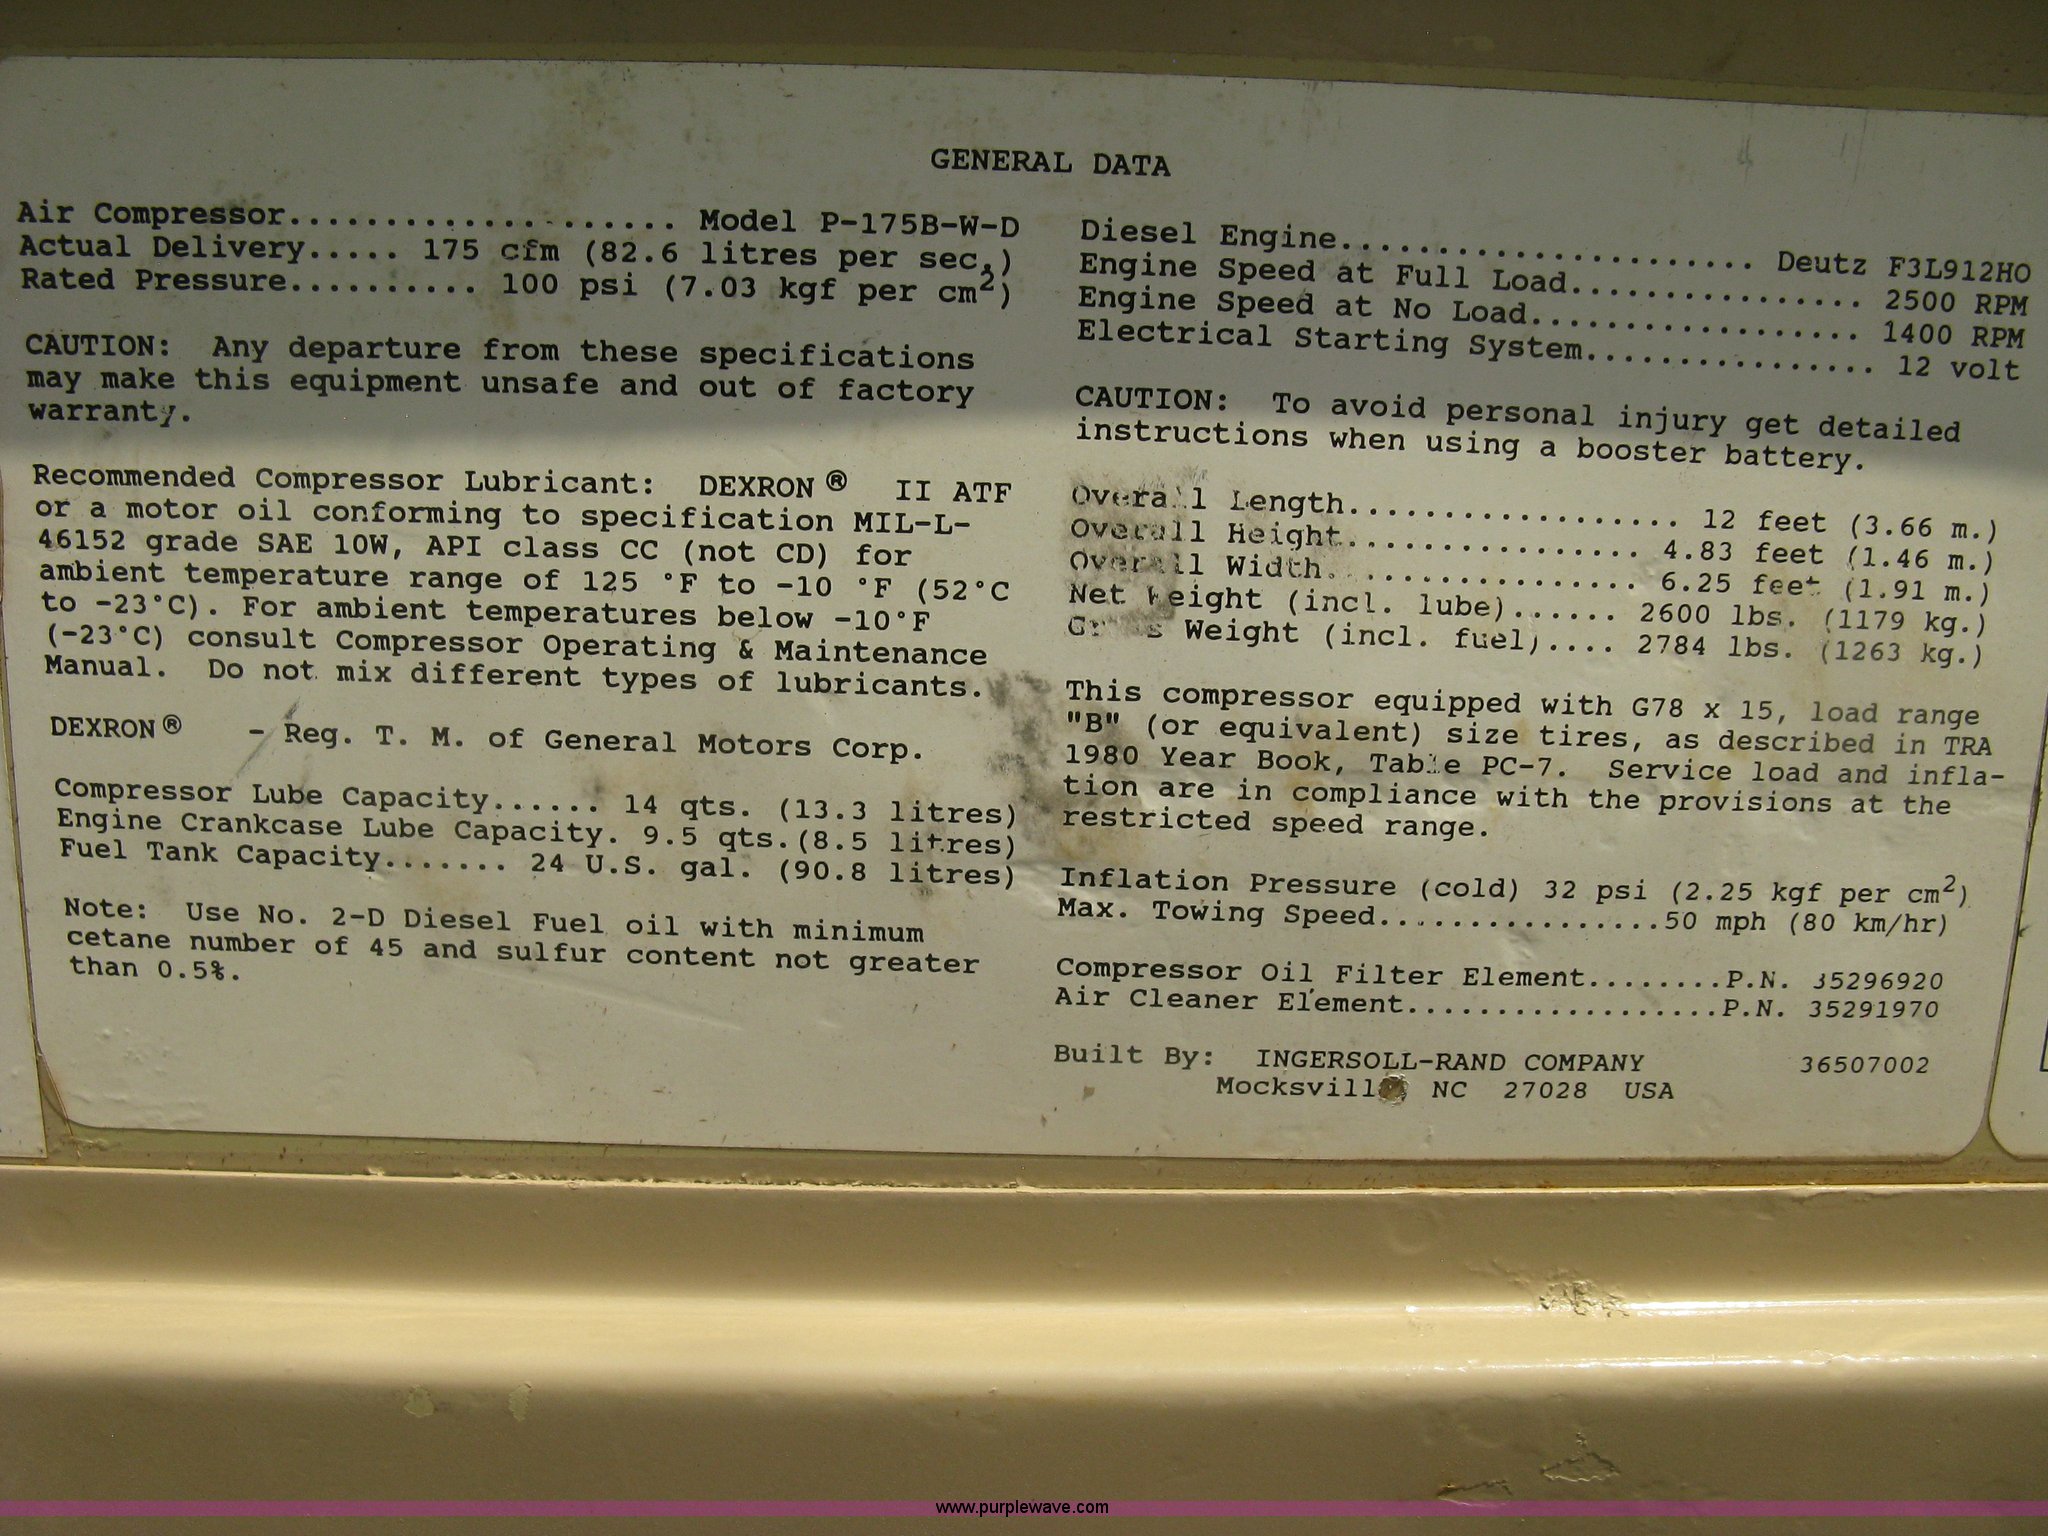 GENERAL DATA
Air Compressor.................... Model P-175B-W-D
Actual Delivery..... 175 cfm (82.6 litres per sec.)
Rated Pressure.......... 100 psi (7.03 kgf per cm²)
CAUTION: Any departure from these specifications
may make this equipment unsafe and out of factory
warranty.
Recommended Compressor Lubricant: DEXRON® II ATF
or a motor oil conforming to specification MIL-L-
46152 grade SAE 10W, API class CC (not CD) for
ambient temperature range of 125 °F to -10 °F (52°C
to -23°C). For ambient temperatures below -10°F
(-23°C) consult Compressor Operating & Maintenance
Manual. Do not mix different types of lubricants.
DEXRON® - Reg. T. M. of General Motors Corp.
Compressor Lube Capacity...... 14 qts. (13.3 litres)
Engine Crankcase Lube Capacity. 9.5 qts.(8.5 litres)
Fuel Tank Capacity....... 24 U.S. gal. (90.8 litres)
Note: Use No. 2-D Diesel Fuel oil with minimum
cetane number of 45 and sulfur content not greater
than 0.5%.
Diesel Engine...................... Deutz F3L912HO
Engine Speed at Full Load................ 2500 RPM
Engine Speed at No Load.................. 1400 RPM
Electrical Starting System............... 12 volt
CAUTION: To avoid personal injury get detailed
instructions when using a booster battery.
Overall Length.................. 12 feet (3.66 m.)
Overall Height................ 4.83 feet (1.46 m.)
Overall Width................. 6.25 feet (1.91 m.)
Net Weight (incl. lube)...... 2600 lbs. (1179 kg.)
Gross Weight (incl. fuel).... 2784 lbs. (1263 kg.)
This compressor equipped with G78 x 15, load range
"B" (or equivalent) size tires, as described in TRA
1980 Year Book, Table PC-7. Service load and infla-
tion are in compliance with the provisions at the
restricted speed range.
Inflation Pressure (cold) 32 psi (2.25 kgf per cm²)
Max. Towing Speed...............50 mph (80 km/hr)
Compressor Oil Filter Element........P.N. 35296920
Air Cleaner Element..................P.N. 35291970
Built By: INGERSOLL-RAND COMPANY 36507002
Mocksville NC 27028 USA
www.purplewave.com